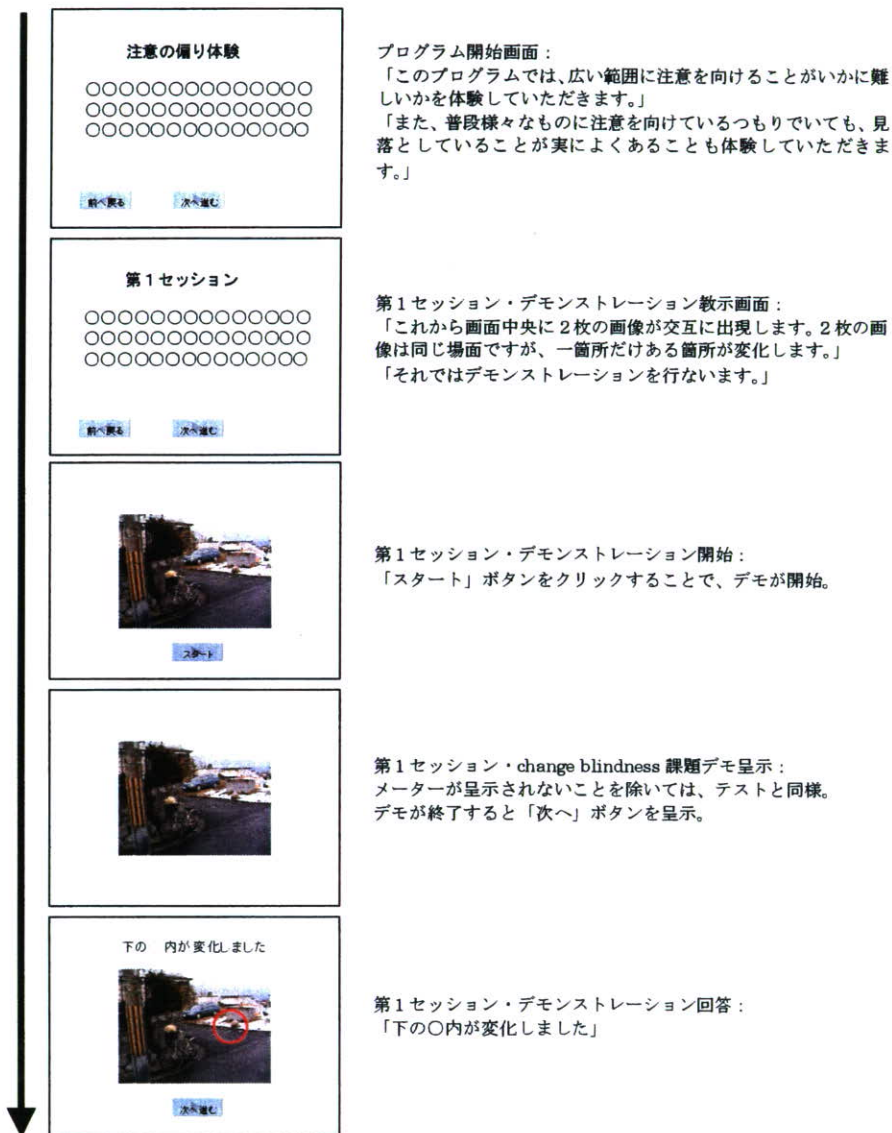 注意の偏り体験
○○○○○○○○○○○○○○
○○○○○○○○○○○○○○
○○○○○○○○○○○○○○
前へ戻る 次へ進む
プログラム開始画面：
「このプログラムでは、広い範囲に注意を向けることがいかに難
しいかを体験していただきます。」
「また、普段様々なものに注意を向けているつもりでいても、見
落としていることが実によくあることも体験していただきま
す。」
第１セッション
○○○○○○○○○○○○○○
○○○○○○○○○○○○○○
○○○○○○○○○○○○○○
前へ戻る 次へ進む
第１セッション・デモンストレーション教示画面：
「これから画面中央に２枚の画像が交互に出現します。２枚の画
像は同じ場面ですが、一箇所だけある箇所が変化します。」
「それではデモンストレーションを行ないます。」
スタート
第１セッション・デモンストレーション開始：
「スタート」ボタンをクリックすることで、デモが開始。
第１セッション・change blindness 課題デモ呈示：
メーターが呈示されないことを除いては、テストと同様。
デモが終了すると「次へ」ボタンを呈示。
下の　内が変化しました
次へ進む
第１セッション・デモンストレーション回答：
「下の○内が変化しました」